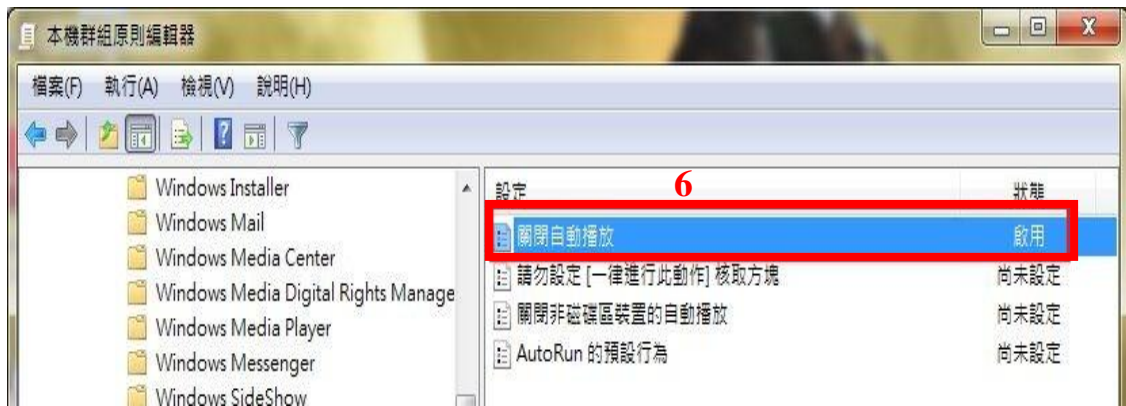 本機群組原則編輯器
檔案(F) 執行(A) 檢視(V) 說明(H)
Windows Installer
Windows Mail
Windows Media Center
Windows Media Digital Rights Manage
Windows Media Player
Windows Messenger
Windows SideShow
6
設定 狀態
關閉自動播放 啟用
請勿設定 [一律進行此動作] 核取方塊 尚未設定
關閉非磁碟區裝置的自動播放 尚未設定
AutoRun 的預設行為 尚未設定